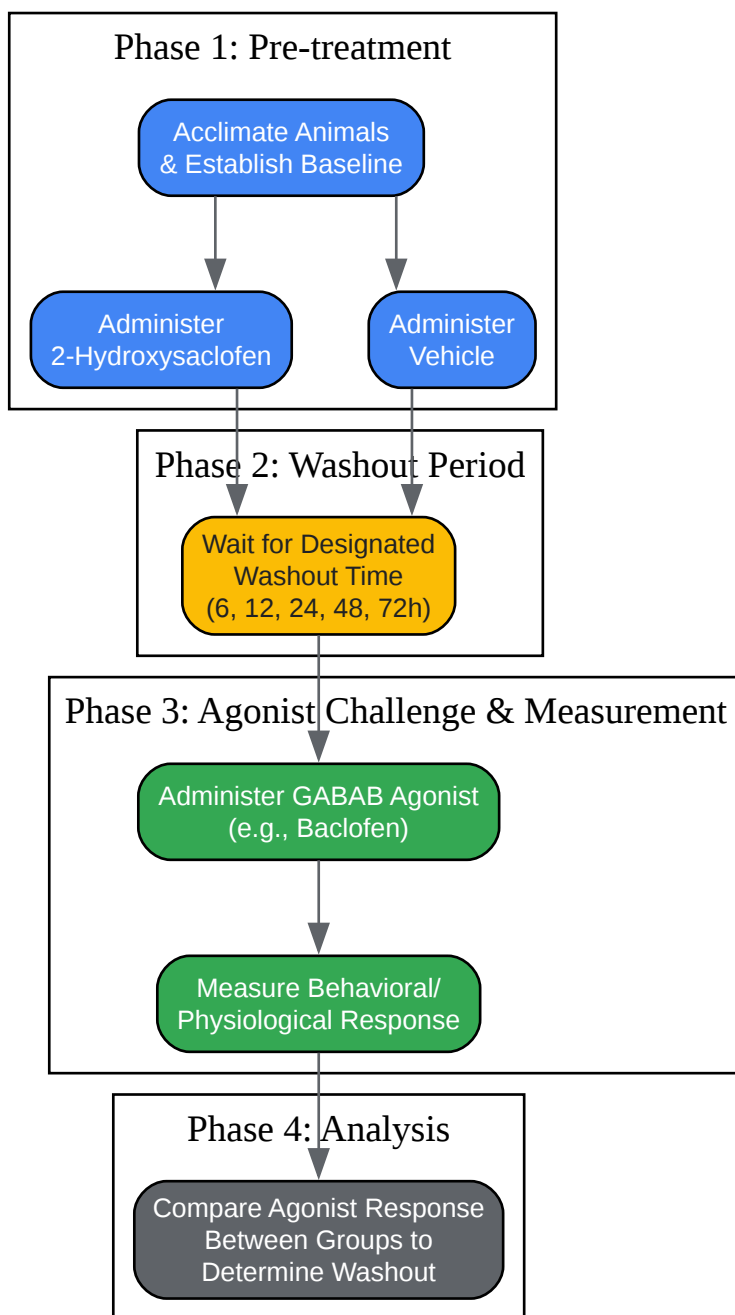 Phase 1: Pre-treatment
Acclimate Animals
& Establish Baseline
Administer
2-Hydroxysaclofen
Administer
Vehicle
Phase 2: Washout Period
Wait for Designated
Washout Time
(6, 12, 24, 48, 72h)
Phase 3: Agonist Challenge & Measurement
Administer GABAB Agonist
(e.g., Baclofen)
Measure Behavioral/
Physiological Response
Phase 4: Analysis
Compare Agonist Response
Between Groups to
Determine Washout